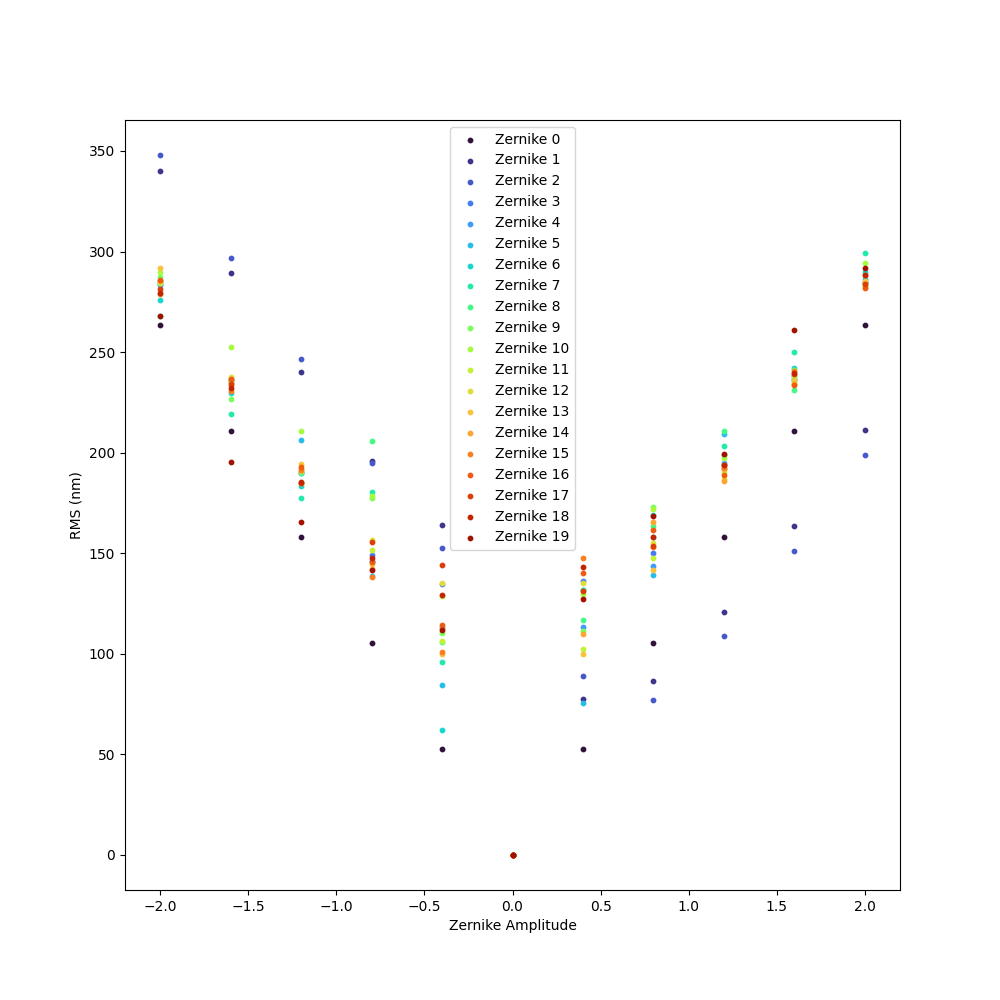 350
300
250
200
150
100
50
0
RMS (nm)
−2.0
−1.5
−1.0
−0.5
0.0
0.5
1.0
1.5
2.0
Zernike Amplitude
Zernike 0
Zernike 1
Zernike 2
Zernike 3
Zernike 4
Zernike 5
Zernike 6
Zernike 7
Zernike 8
Zernike 9
Zernike 10
Zernike 11
Zernike 12
Zernike 13
Zernike 14
Zernike 15
Zernike 16
Zernike 17
Zernike 18
Zernike 19